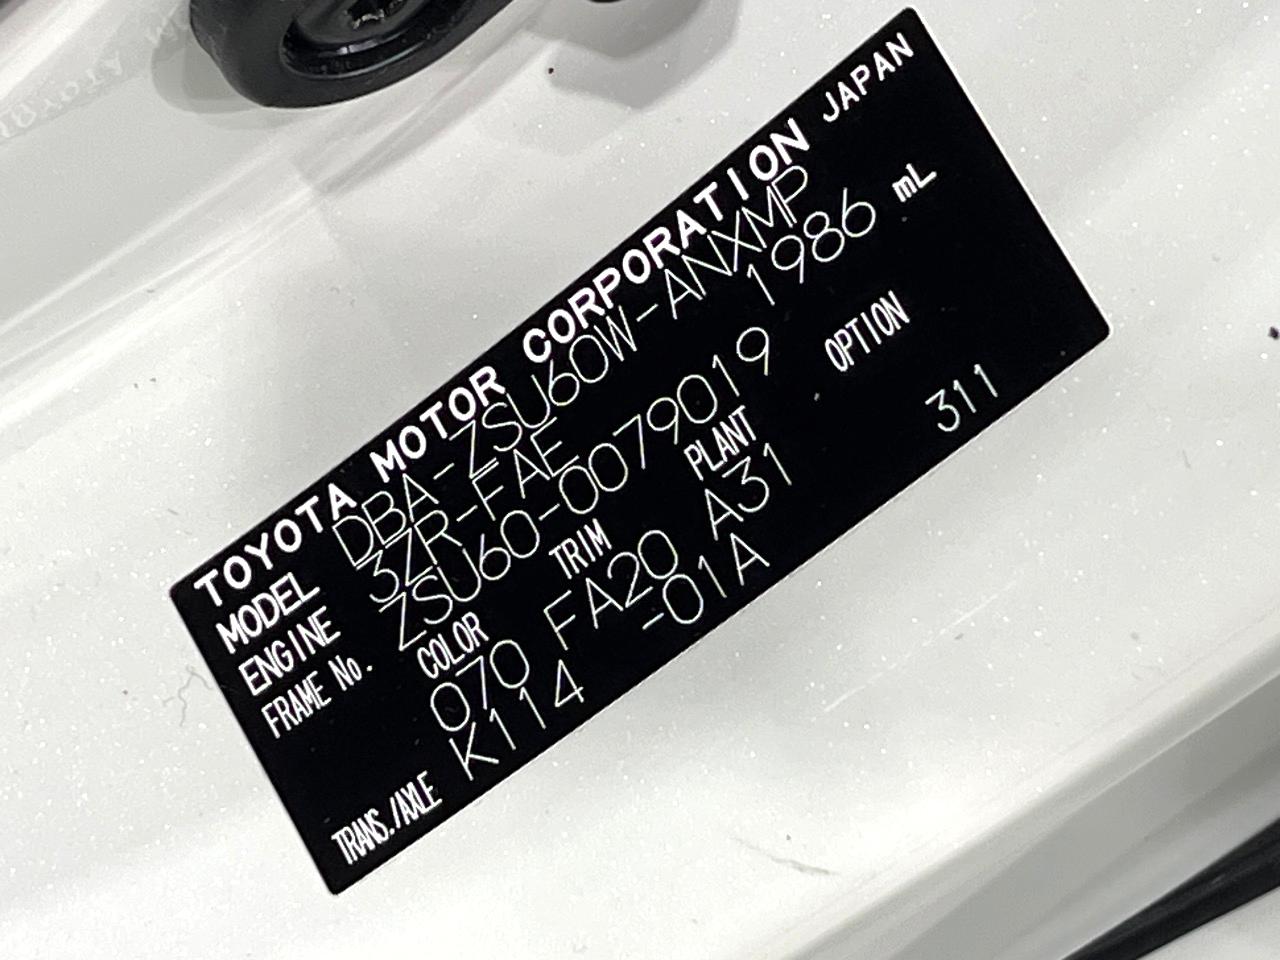 TOYOTA MOTOR CORPORATION JAPAN
MODEL DBA-ZSU60W-ANXMP
ENGINE 3ZR-FAE 1986 mL
FRAME No. ZSU60-0079019
COLOR TRIM PLANT OPTION
070 FA20 A31 311
TRANS./AXLE K114 -01A